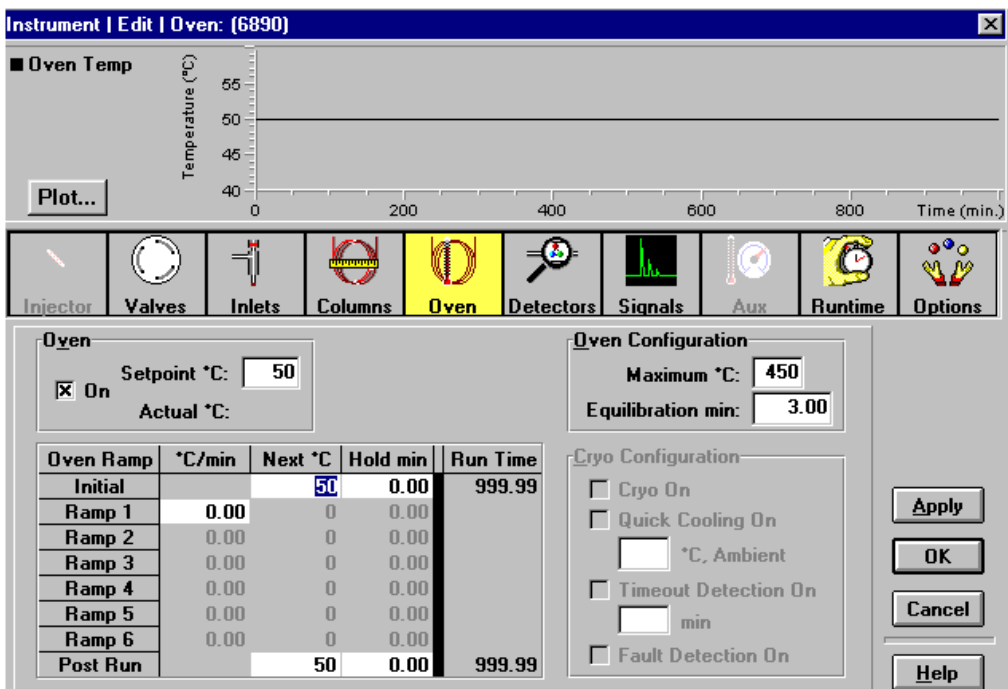 Instrument | Edit | Oven: (6890)
Oven Temp
Temperature (°C)
55
50
45
40
Plot...
0 200 400 600 800 Time (min.)
Injector Valves Inlets Columns Oven Detectors Signals Aux Runtime Options
Oven
On
Setpoint °C: 50
Actual °C:
Oven Configuration
Maximum °C: 450
Equilibration min: 3.00
Oven Ramp °C/min Next °C Hold min Run Time
Initial 50 0.00 999.99
Ramp 1 0.00 0 0.00
Ramp 2 0.00 0 0.00
Ramp 3 0.00 0 0.00
Ramp 4 0.00 0 0.00
Ramp 5 0.00 0 0.00
Ramp 6 0.00 0 0.00
Post Run 50 0.00 999.99
Cryo Configuration
Cryo On
Quick Cooling On
°C, Ambient
Timeout Detection On
min
Fault Detection On
Apply
OK
Cancel
Help